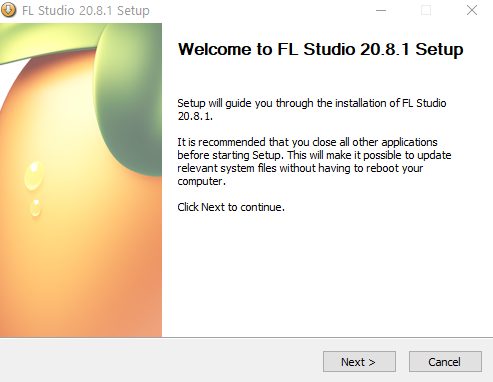 FL Studio 20.8.1 Setup
Welcome to FL Studio 20.8.1 Setup
Setup will guide you through the installation of FL Studio
20.8.1.
It is recommended that you close all other applications
before starting Setup. This will make it possible to update
relevant system files without having to reboot your
computer.
Click Next to continue.
Next >
Cancel